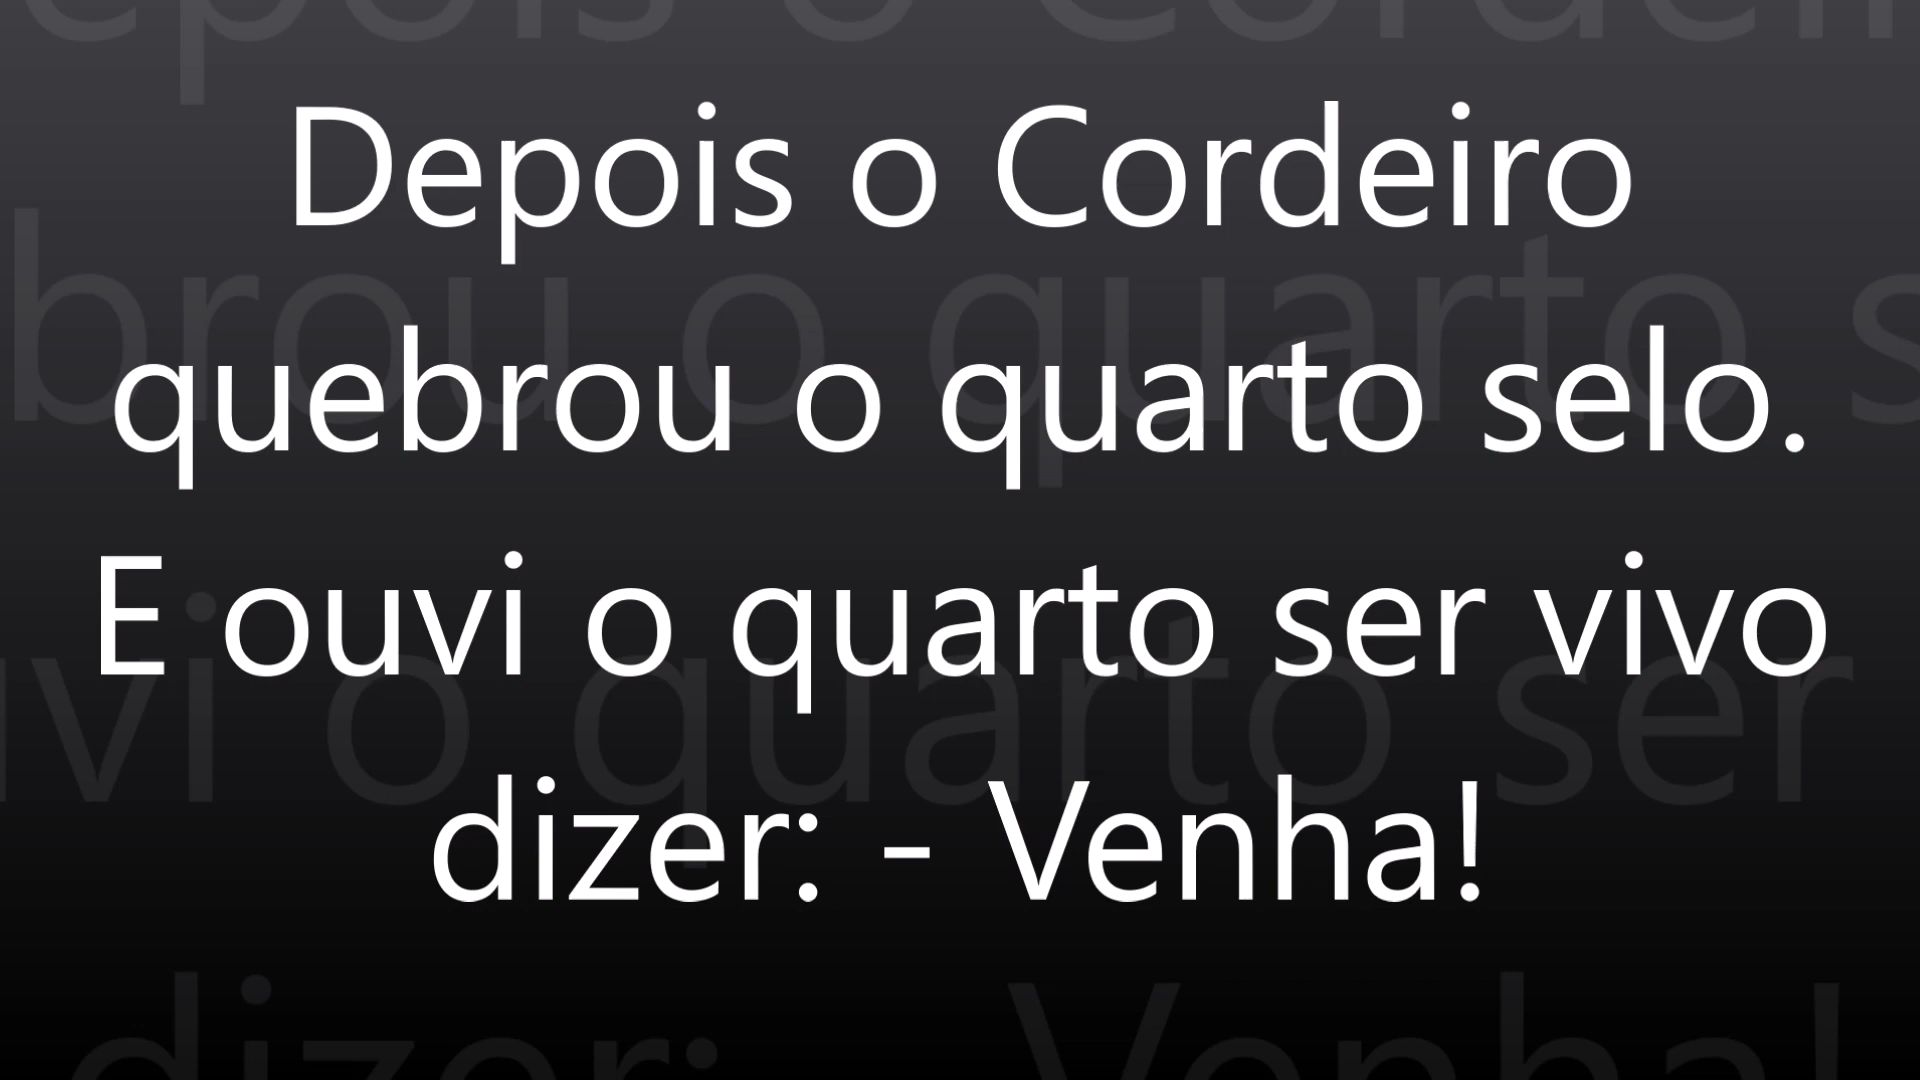 Depois o Cordeiro
quebrou o quarto selo.
E ouvi o quarto ser vivo
dizer: - Venha!